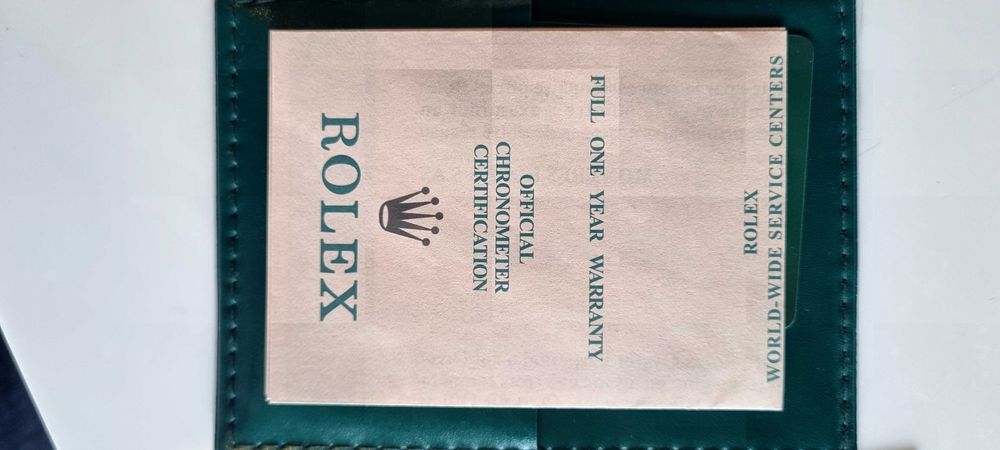 ROLEX
WORLD-WIDE SERVICE CENTERS
FULL ONE YEAR WARRANTY
OFFICIAL
CHRONOMETER
CERTIFICATION
ROLEX